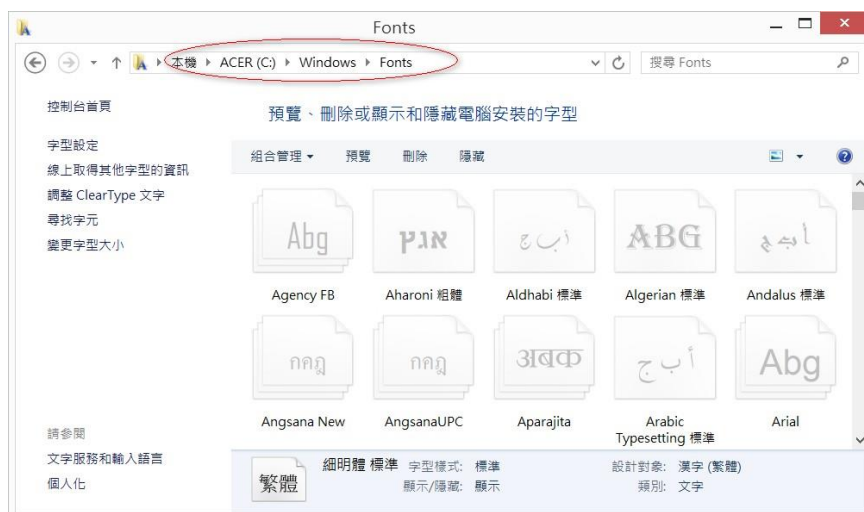 Fonts
本機 ▸ ACER (C:) ▸ Windows ▸ Fonts
搜尋 Fonts
控制台首頁
字型設定
線上取得其他字型的資訊
調整 ClearType 文字
尋找字元
變更字型大小
請參閱
文字服務和輸入語言
個人化
預覽、刪除或顯示和隱藏電腦安裝的字型
組合管理 預覽 刪除 隱藏
Abg אנץ أب ج ABG أب ج
Agency FB Aharoni 粗體 Aldhabi 標準 Algerian 標準 Andalus 標準
กคฎ กคฎ अबक أب ج Abg
Angsana New AngsanaUPC Aparajita Arabic Typesetting 標準 Arial
繁體
細明體 標準 字型樣式: 標準 設計對象: 漢字 (繁體)
顯示/隱藏: 顯示 類別: 文字